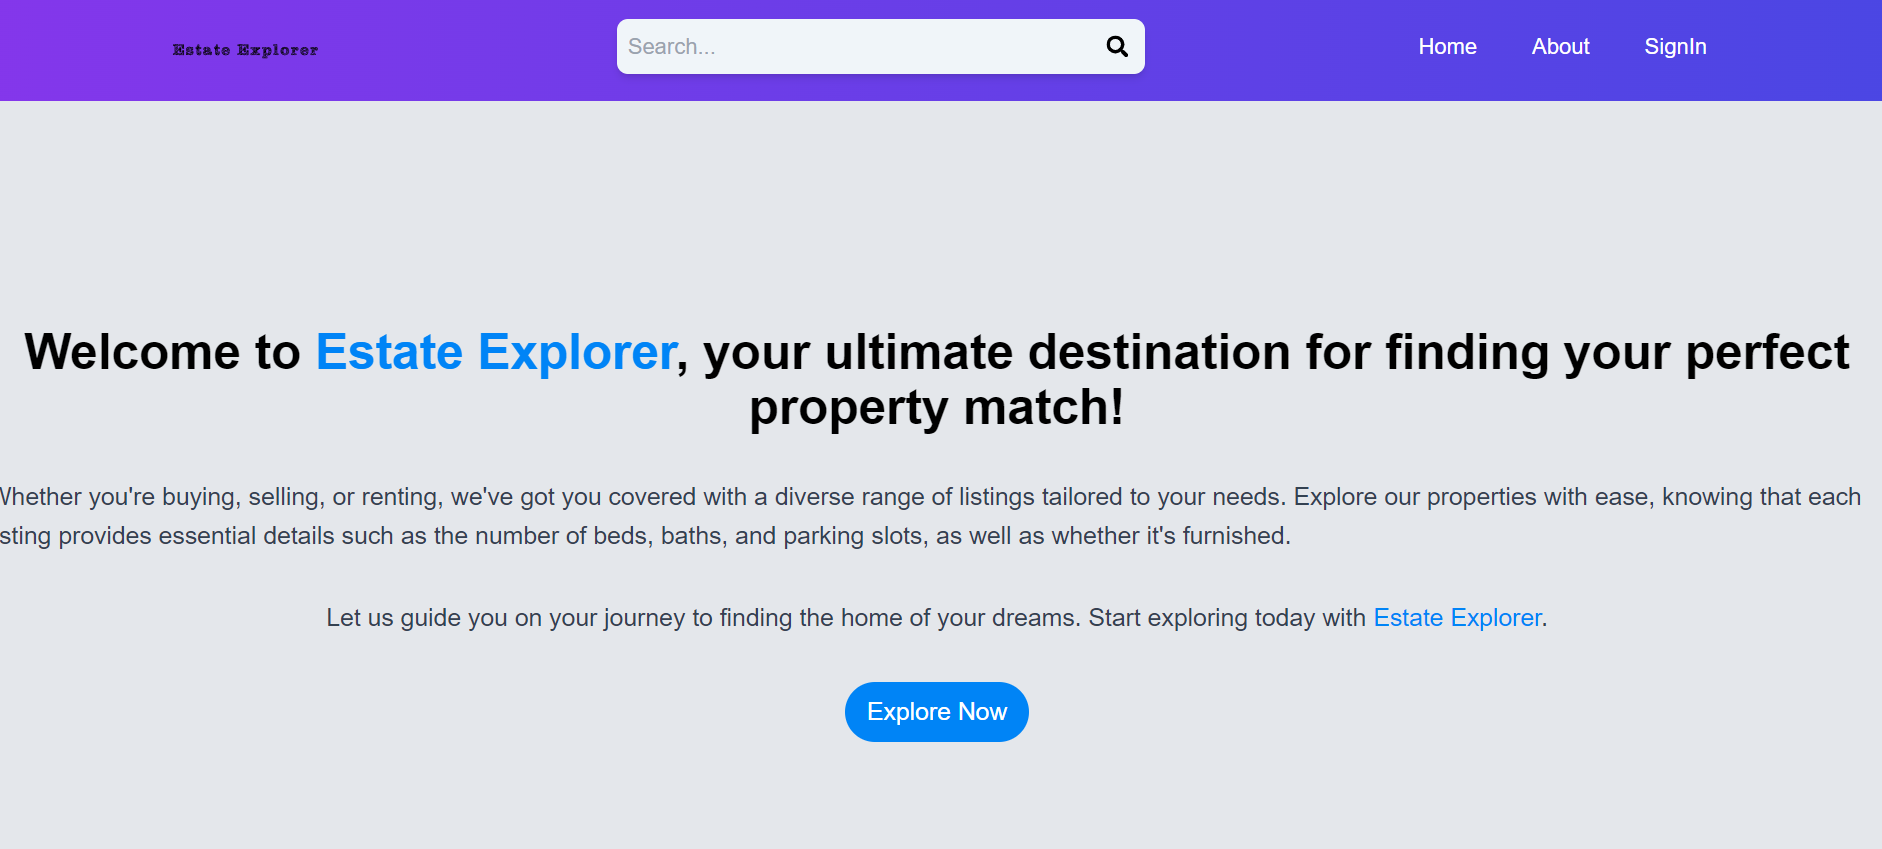 Estate Explorer
Search...
Home
About
SignIn
Welcome to Estate Explorer, your ultimate destination for finding your perfect
property match!
Whether you're buying, selling, or renting, we've got you covered with a diverse range of listings tailored to your needs. Explore our properties with ease, knowing that each
sting provides essential details such as the number of beds, baths, and parking slots, as well as whether it's furnished.
Let us guide you on your journey to finding the home of your dreams. Start exploring today with Estate Explorer.
Explore Now